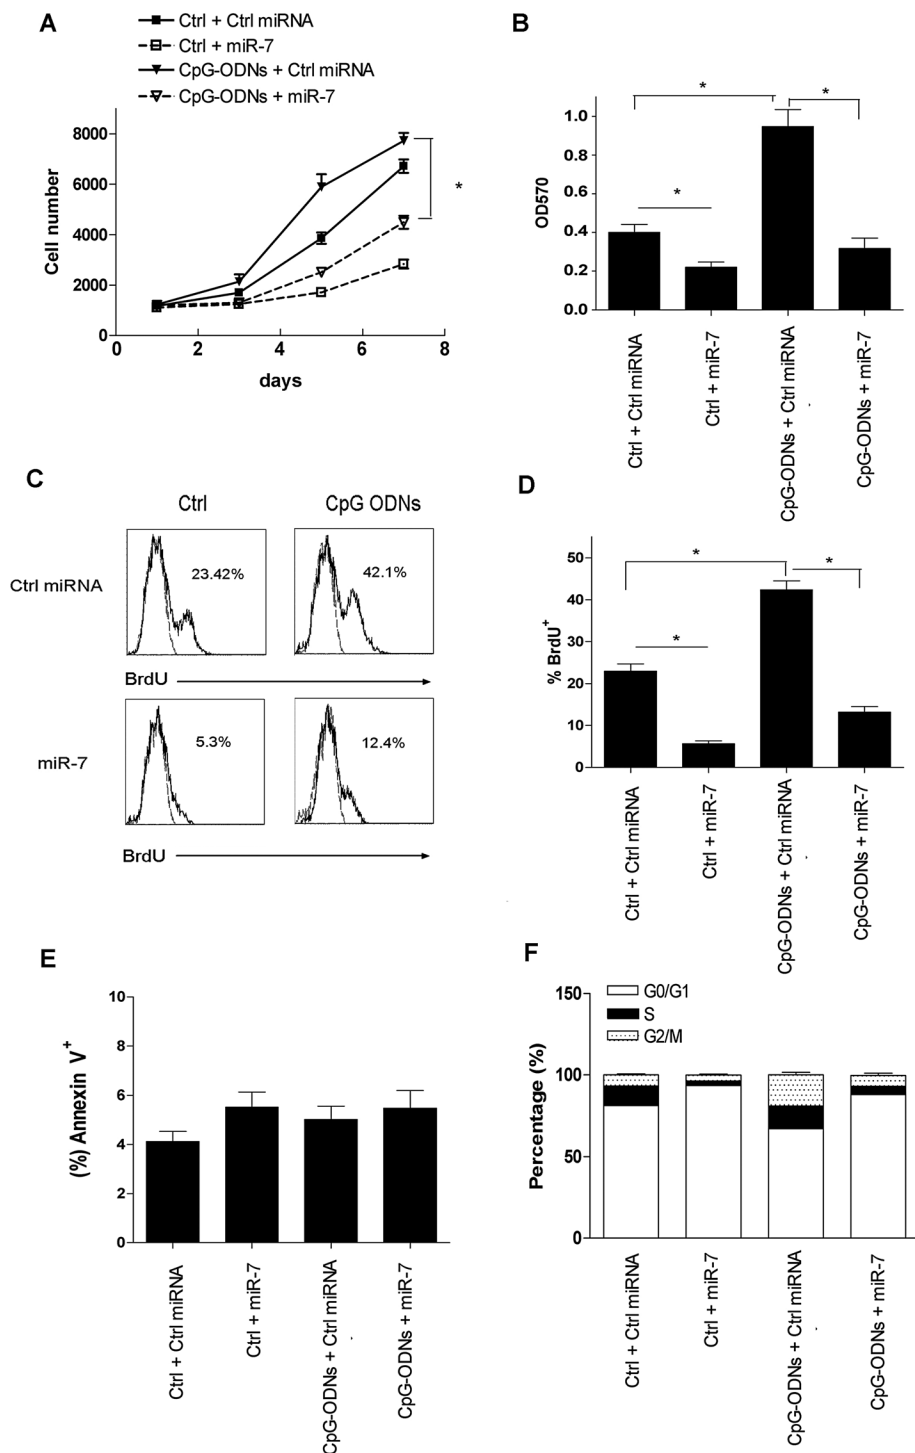 A
Ctrl + Ctrl miRNA
Ctrl + miR-7
CpG-ODNs + Ctrl miRNA
CpG-ODNs + miR-7
8000
6000
4000
2000
0
Cell number
*
0 2 4 6 8
days
B
1.0
0.8
0.6
0.4
0.2
0.0
OD570
* * *
Ctrl + Ctrl miRNA
Ctrl + miR-7
CpG-ODNs + Ctrl miRNA
CpG-ODNs + miR-7
C
Ctrl CpG ODNs
Ctrl miRNA
23.42% 42.1%
BrdU
miR-7
5.3% 12.4%
BrdU
D
50
40
30
20
10
0
% BrdU+
* * *
Ctrl + Ctrl miRNA
Ctrl + miR-7
CpG-ODNs + Ctrl miRNA
CpG-ODNs + miR-7
E
10
8
6
4
2
0
(%) Annexin V+
Ctrl + Ctrl miRNA
Ctrl + miR-7
CpG-ODNs + Ctrl miRNA
CpG-ODNs + miR-7
F
G0/G1
S
G2/M
150
100
50
0
Percentage (%)
Ctrl + Ctrl miRNA
Ctrl + miR-7
CpG-ODNs + Ctrl miRNA
CpG-ODNs + miR-7